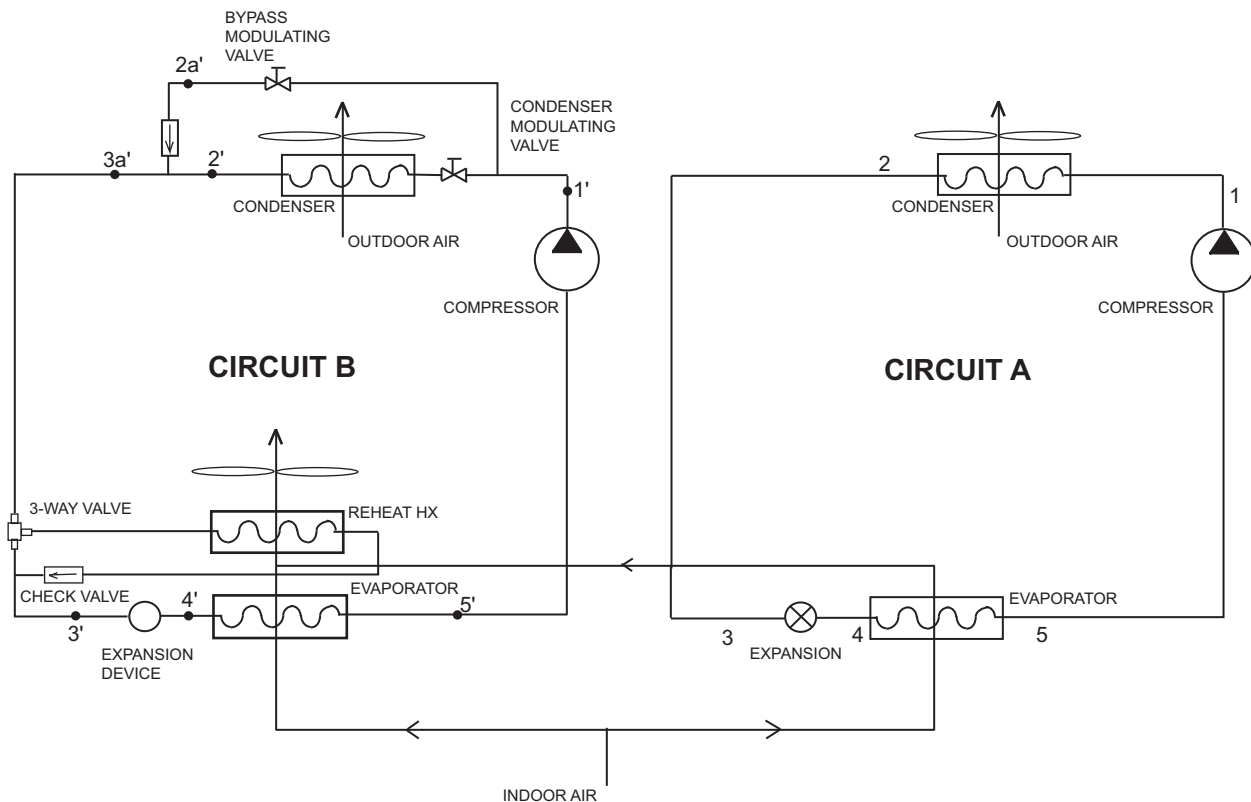 BYPASS
MODULATING
VALVE
2a'
CONDENSER
MODULATING
VALVE
3a'
2'
1'
CONDENSER
OUTDOOR AIR
COMPRESSOR
CIRCUIT B
3-WAY VALVE
REHEAT HX
CHECK VALVE
EVAPORATOR
3'
4'
5'
EXPANSION
DEVICE
2
1
CONDENSER
OUTDOOR AIR
COMPRESSOR
CIRCUIT A
EVAPORATOR
3
4
5
EXPANSION
INDOOR AIR